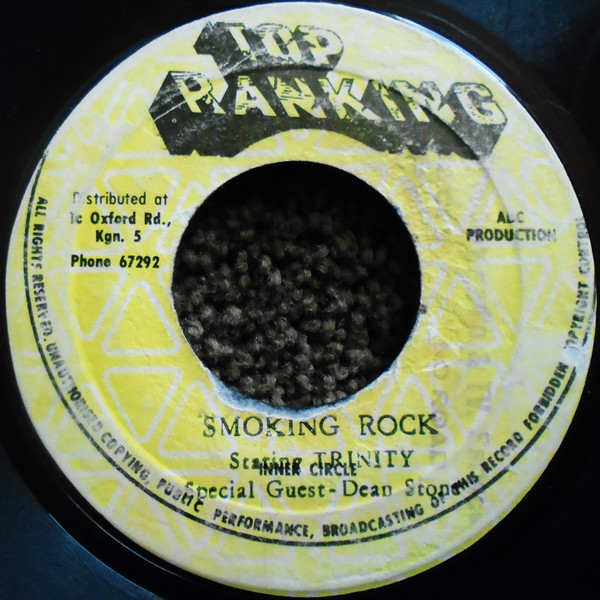 TOP
RANKING
Distributed at
1c Oxford Rd.,
Kgn. 5
Phone 67292
ABC
PRODUCTION
SMOKING ROCK
Staring TRINITY
INNER CIRCLE
Special Guest-Dean Stone
ALL RIGHTS RESERVED. UNAUTHORISED COPYING, PUBLIC PERFORMANCE, BROADCASTING OF THIS RECORD FORBIDDEN COPYRIGHT CONTROL